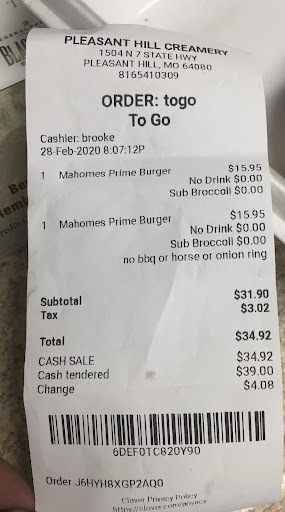 PLEASANT HILL CREAMERY
1504 N 7 STATE HWY
PLEASANT HILL, MO 64080
8165410309
ORDER: togo
To Go
Cashier: brooke
28-Feb-2020 8:07:12P
1 Mahomes Prime Burger $15.95
No Drink $0.00
Sub Broccoli $0.00
1 Mahomes Prime Burger $15.95
No Drink $0.00
Sub Broccoli $0.00
no bbq or horse or onion ring
Subtotal $31.90
Tax $3.02
Total $34.92
CASH SALE $34.92
Cash tendered $39.00
Change $4.08
6DEF0TC820Y90
Order J6HYH8XGP2AQ0
Clover Privacy Policy
https://clover.com/privacy